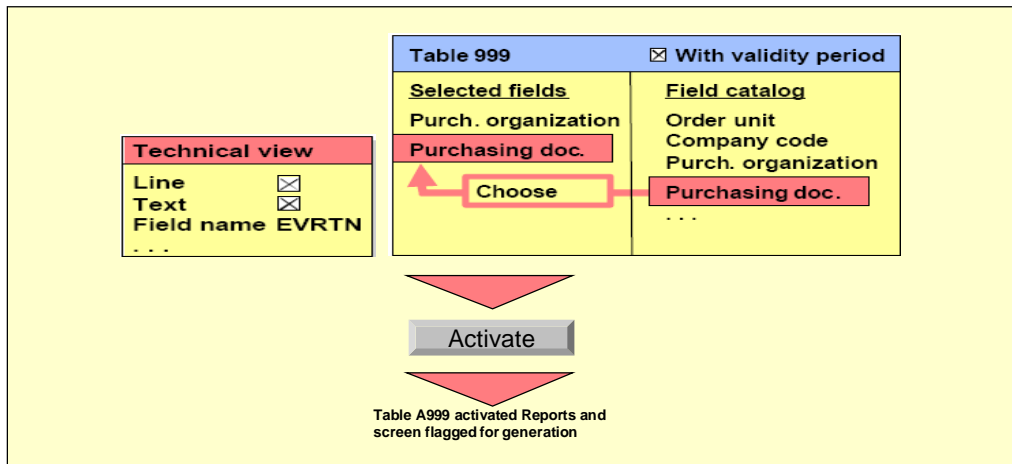 Table 999
With validity period
Selected fields
Purch. organization
Purchasing doc.
Field catalog
Order unit
Company code
Purch. organization
Purchasing doc.
. . .
Choose
Technical view
Line
Text
Field name EVRTN
. . .
Activate
Table A999 activated Reports and
screen flagged for generation